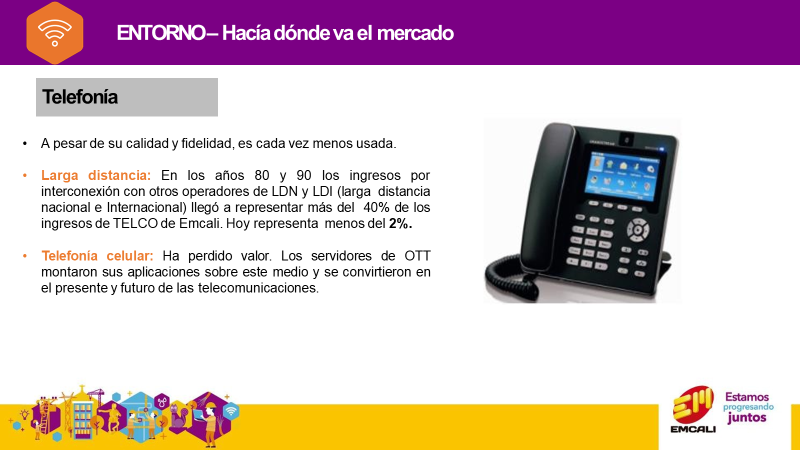 ENTORNO – Hacía dónde va el mercado
Telefonía
• A pesar de su calidad y fidelidad, es cada vez menos usada.
• Larga distancia: En los años 80 y 90 los ingresos por
interconexión con otros operadores de LDN y LDI (larga distancia
nacional e Internacional) llegó a representar más del 40% de los
ingresos de TELCO de Emcali. Hoy representa menos del 2%.
• Telefonía celular: Ha perdido valor. Los servidores de OTT
montaron sus aplicaciones sobre este medio y se convirtieron en
el presente y futuro de las telecomunicaciones.
EM
EMCALI
Estamos
progresando
juntos